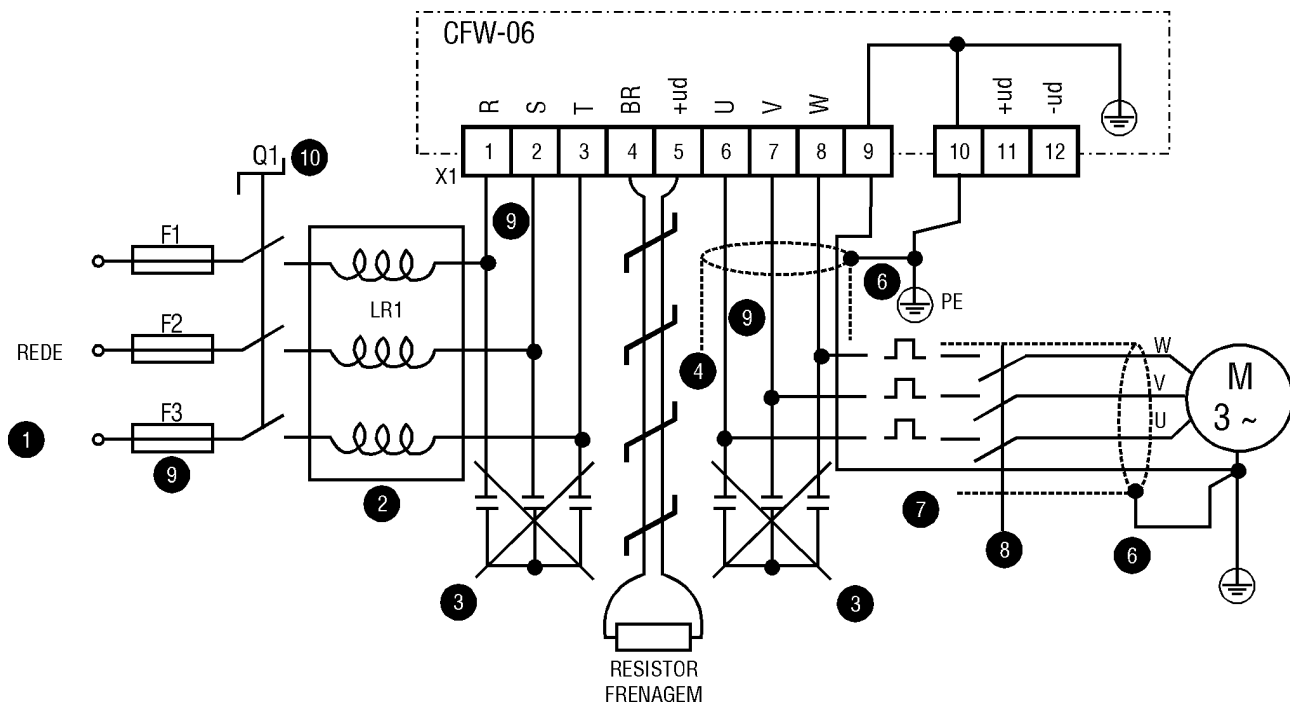 CFW-06
R S T BR +ud U V W +ud -ud
X1 1 2 3 4 5 6 7 8 9 10 11 12
Q1 10
9
F1
LR1
6
PE
F2
9
REDE
4
W
V
U
M
3 ~
F3
1
9
2
7
8
6
3
3
RESISTOR
FRENAGEM